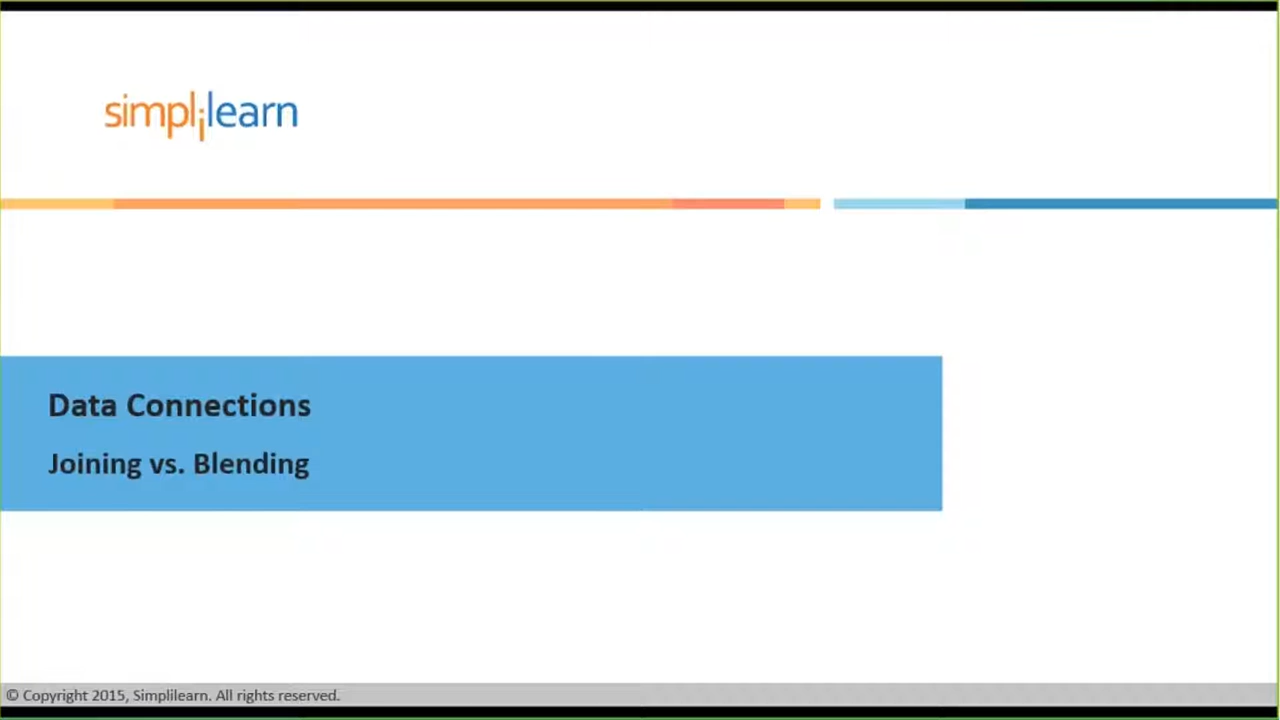 simplilearn
Data Connections
Joining vs. Blending
© Copyright 2015, Simplilearn. All rights reserved.